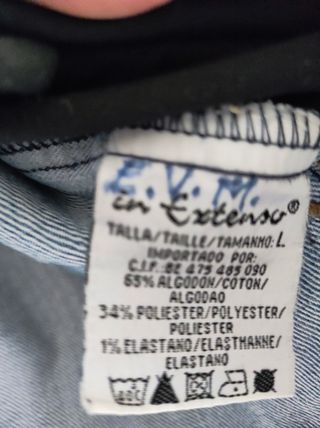 E.V.M.
in Extenso®
TALLA/TAILLE/TAMANHO: L
IMPORTADO POR:
C.I.F.: BE 475 485 090
65% ALGODON/COTON/
ALGODAO
34% POLIESTER/POLYESTER/
POLIESTER
1% ELASTANO/ELASTHANNE/
ELASTANO